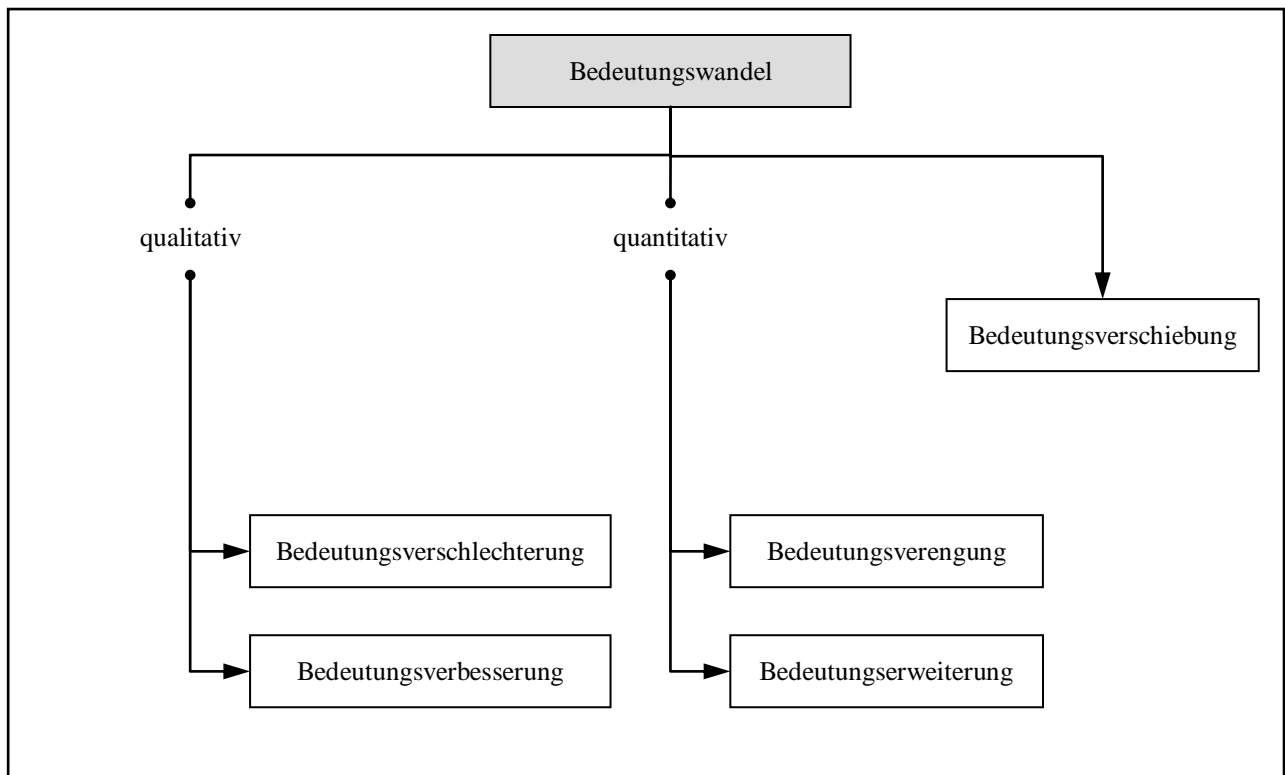 Bedeutungswandel
qualitativ
quantitativ
Bedeutungsverschiebung
Bedeutungsverschlechterung
Bedeutungsverengung
Bedeutungsverbesserung
Bedeutungserweiterung